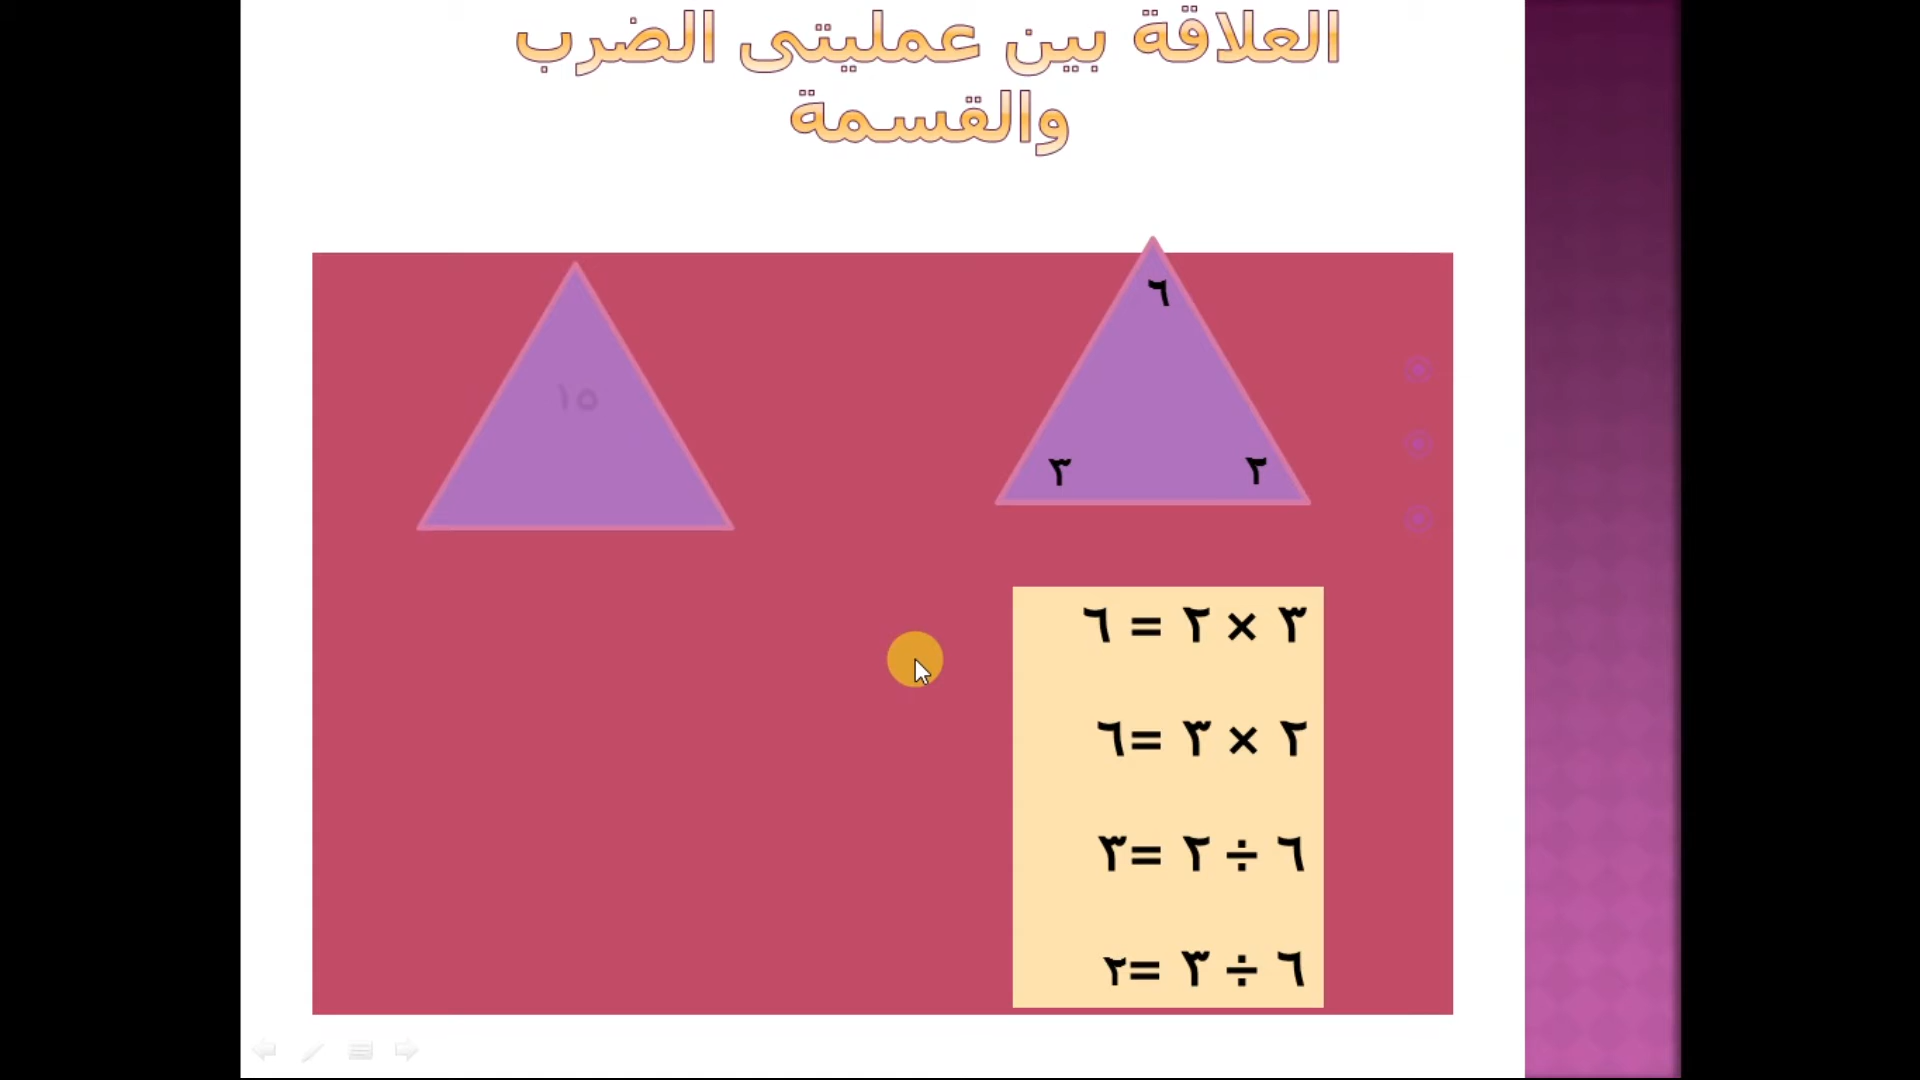 العلاقة بين عمليتى الضرب
والقسمة
٦
٣ ٢
١٥
٣ × ٢ = ٦
٢ × ٣ =٦
٦ ÷ ٢ =٣
٦ ÷ ٣ =٢